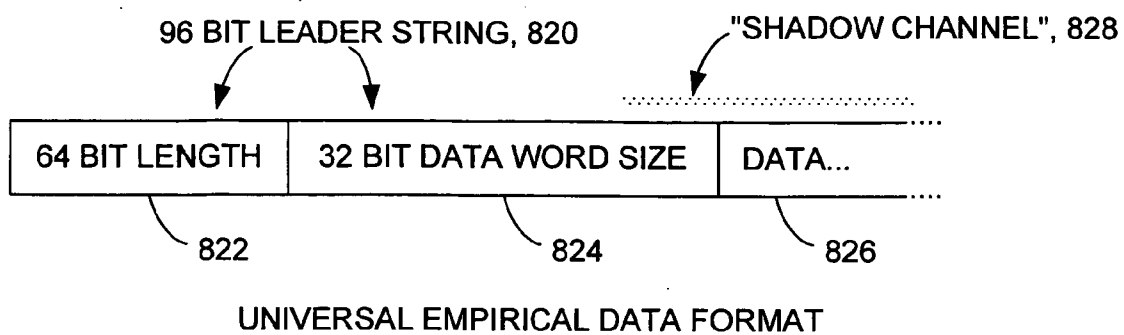 96 BIT LEADER STRING, 820
"SHADOW CHANNEL", 828
64 BIT LENGTH
32 BIT DATA WORD SIZE
DATA...
822
824
826
UNIVERSAL EMPIRICAL DATA FORMAT